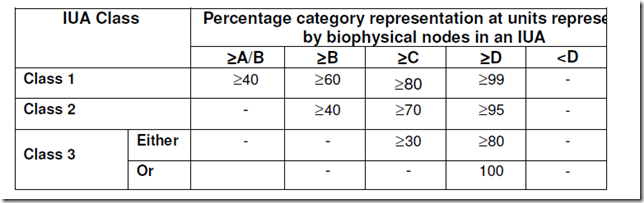 IUA Class Percentage category representation at units
by biophysical nodes in an IUA
≥A/B ≥B ≥C ≥D <D
Class 1 ≥40 ≥60 ≥80 ≥99 -
Class 2 - ≥40 ≥70 ≥95 -
Class 3 Either - - ≥30 ≥80 -
Or - - 100 -